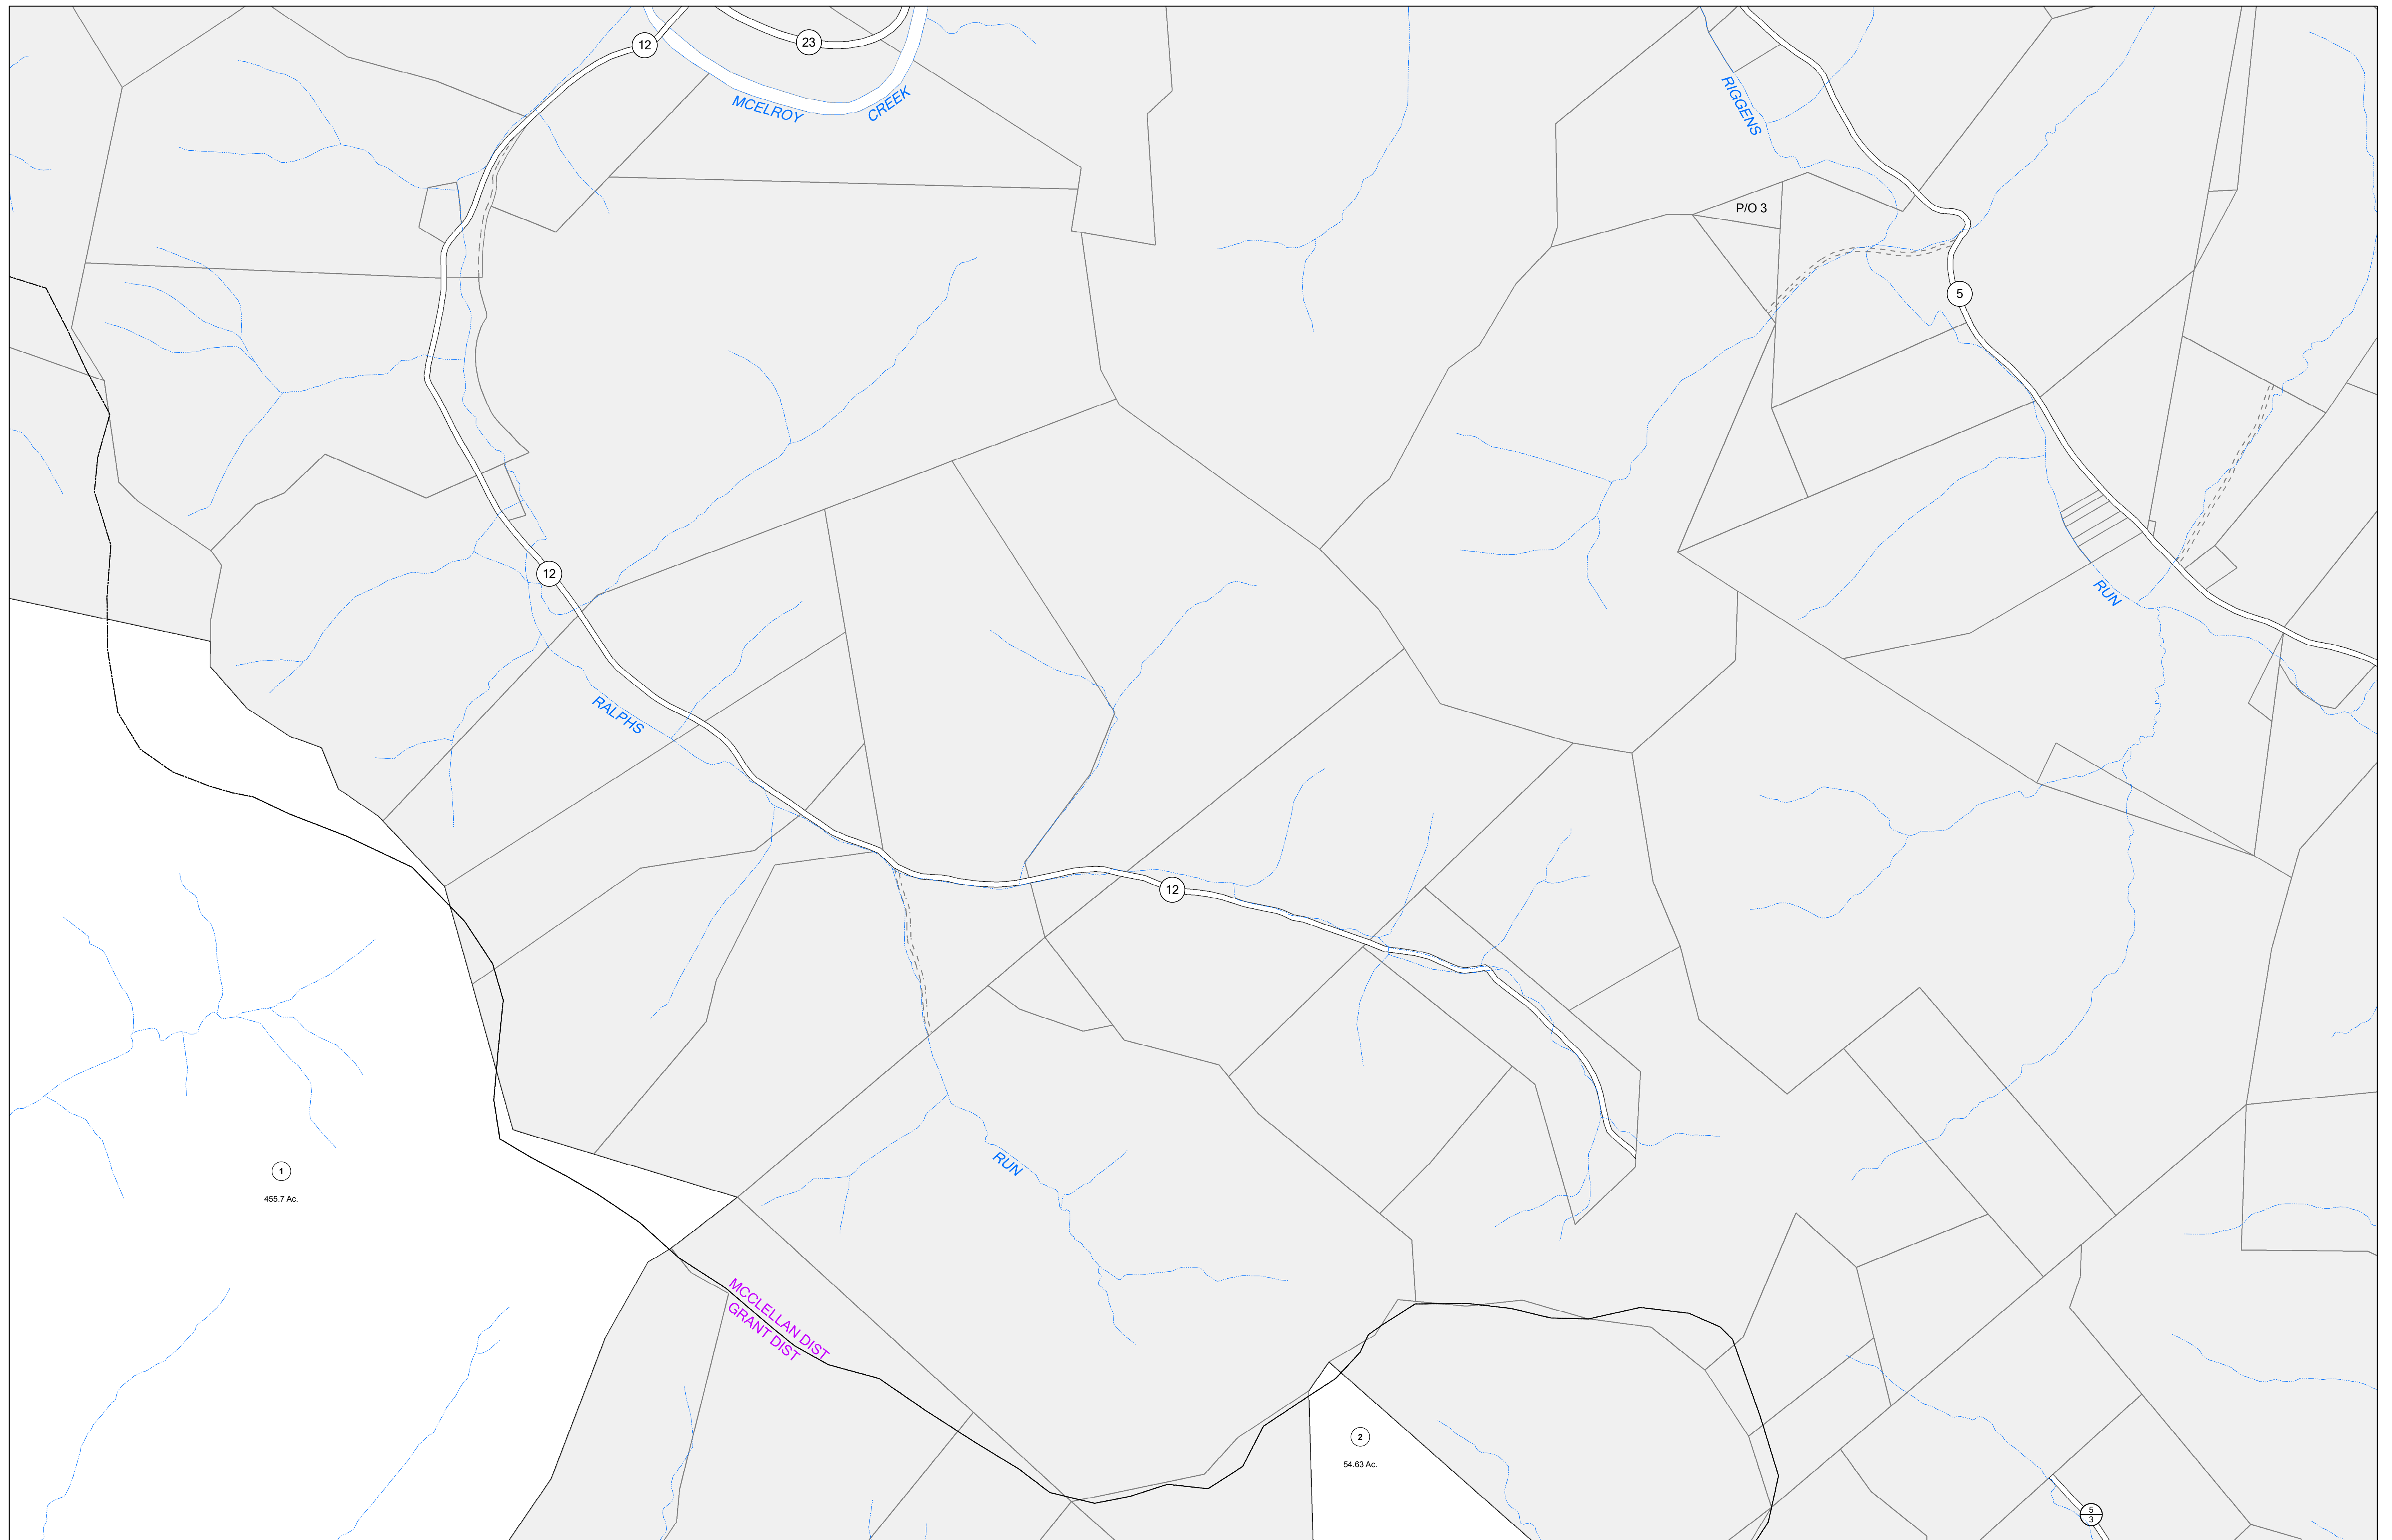 12
23
MCELROY
CREEK
RIGGENS
P/O 3
5
12
RUN
RALPHS
12
1
455.7 Ac.
RUN
MCCLELLAN DIST
GRANT DIST
2
54.63 Ac.
5
3